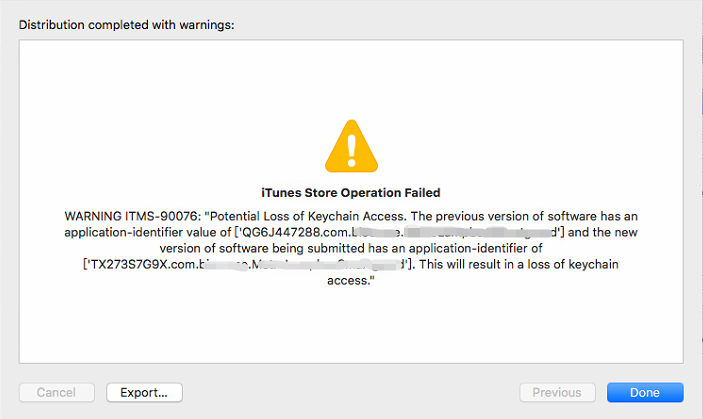 Distribution completed with warnings:
iTunes Store Operation Failed
WARNING ITMS-90076: "Potential Loss of Keychain Access. The previous version of software has an
application-identifier value of ['QG6J447288.com. d'] and the new
version of software being submitted has an application-identifier of
['TX273S7G9X.com. d']. This will result in a loss of keychain
access."
Cancel
Export...
Previous
Done